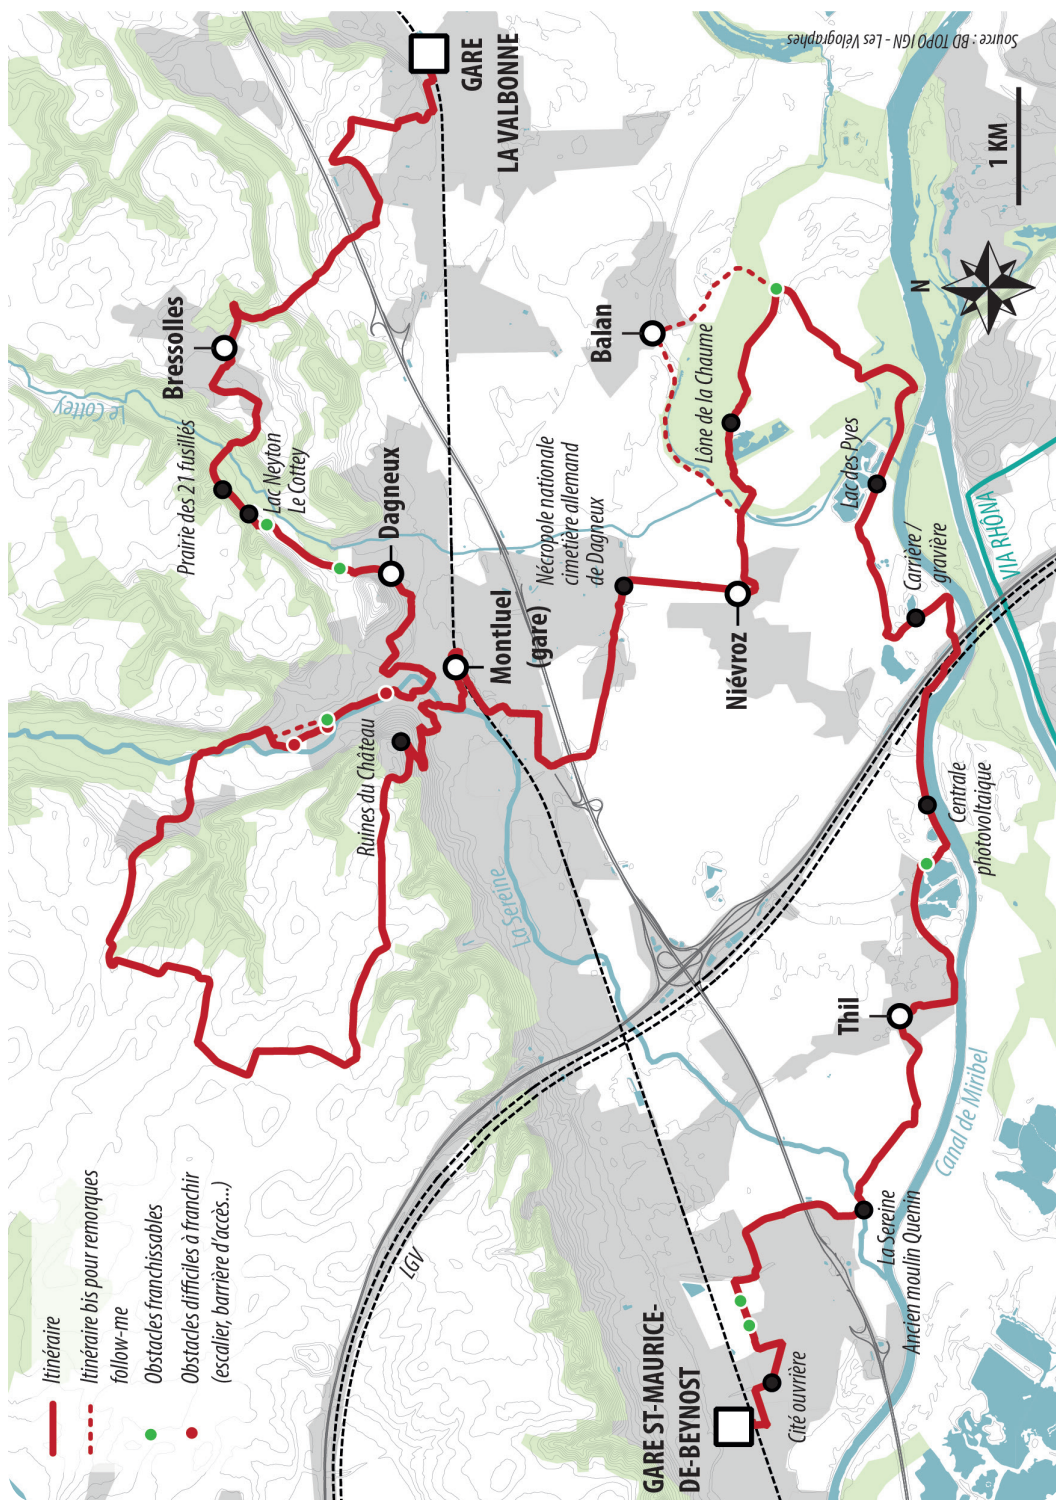 Itinéraire
Itinéraire bis pour remorques
follow-me
Obstacles franchissables
Obstacles difficiles à franchir
(escalier, barrière d'accès...)
GARE
LA VALBONNE
Bressolles
Le Cottey
Prairie des 21 fusillés
Lac Neyton
Le Cottey
Dagneux
Montluel
(gare)
Ruines du Château
La Sereine
LGV
Nécropole nationale
cimetière allemand
de Dagneux
Balan
Lône de la Chaume
Niévroz
Lac des Pyes
Carrière /
gravière
VIA RHÔNA
Centrale
photovoltaique
Thil
Canal de Miribel
La Sereine
Ancien moulin Quenin
GARE ST-MAURICE-
DE-BEYNOST
Cité ouvrière
N
1 KM
Source : BD TOPO IGN - Les Vélographes